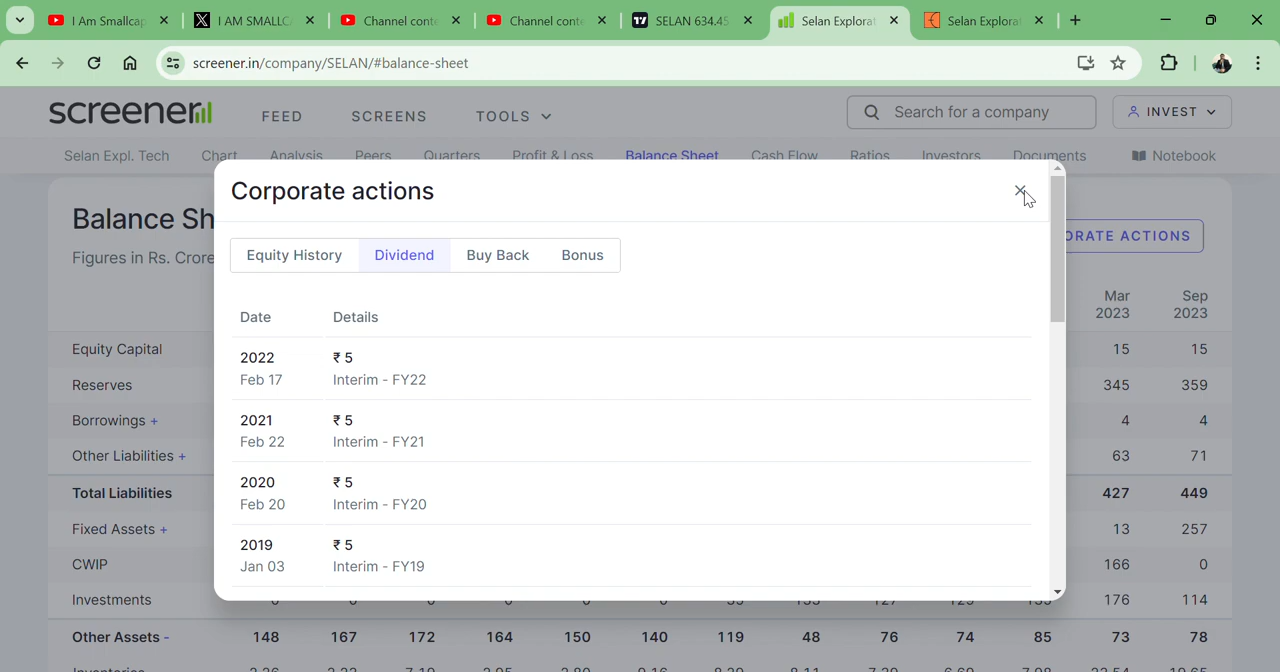 I Am Smallcap
I AM SMALLC
Channel conte
Channel conte
SELAN 634.45
Selan Explorat
Selan Explorat
screener.in/company/SELAN/#balance-sheet
screener
FEED
SCREENS
TOOLS
Search for a company
INVEST
Selan Expl. Tech
Chart
Analysis
Peers
Quarters
Profit & Loss
Balance Sheet
Cash Flow
Ratios
Investors
Documents
Notebook
Corporate actions
Balance Sh
ORATE ACTIONS
Figures in Rs. Crore
Equity History
Dividend
Buy Back
Bonus
Date Details
Mar 2023
Sep 2023
2022 ₹ 5
Feb 17 Interim - FY22
2021 ₹ 5
Feb 22 Interim - FY21
2020 ₹ 5
Feb 20 Interim - FY20
2019 ₹ 5
Jan 03 Interim - FY19
Equity Capital 15 15
Reserves 345 359
Borrowings + 4 4
Other Liabilities + 63 71
Total Liabilities 427 449
Fixed Assets + 13 257
CWIP 166 0
Investments 176 114
Other Assets - 148 167 172 164 150 140 119 48 76 74 85 73 78